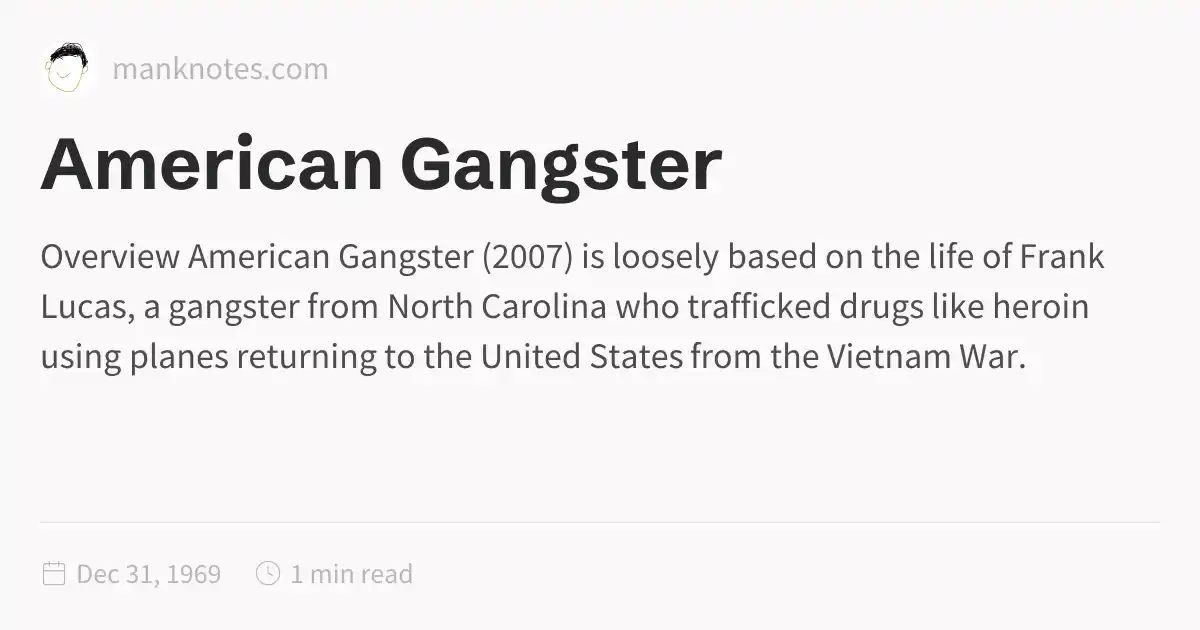 manknotes.com
American Gangster
Overview American Gangster (2007) is loosely based on the life of Frank
Lucas, a gangster from North Carolina who trafficked drugs like heroin
using planes returning to the United States from the Vietnam War.
Dec 31, 1969 1 min read